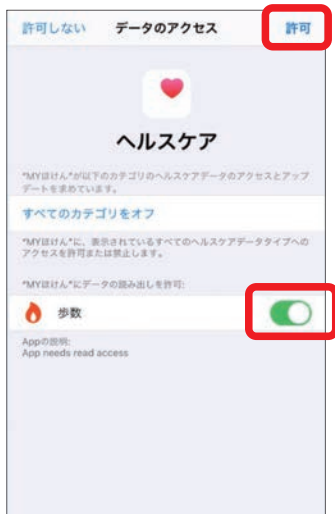 許可しない データのアクセス 許可
ヘルスケア
"MYほけん"が以下のカテゴリのヘルスケアデータのアクセスとアップ
デートを求めています。
すべてのカテゴリをオフ
"MYほけん"に、表示されているすべてのヘルスケアデータタイプへの
アクセスを許可または禁止します。
"MYほけん"にデータの読み出しを許可:
歩数
Appの説明:
App needs read access